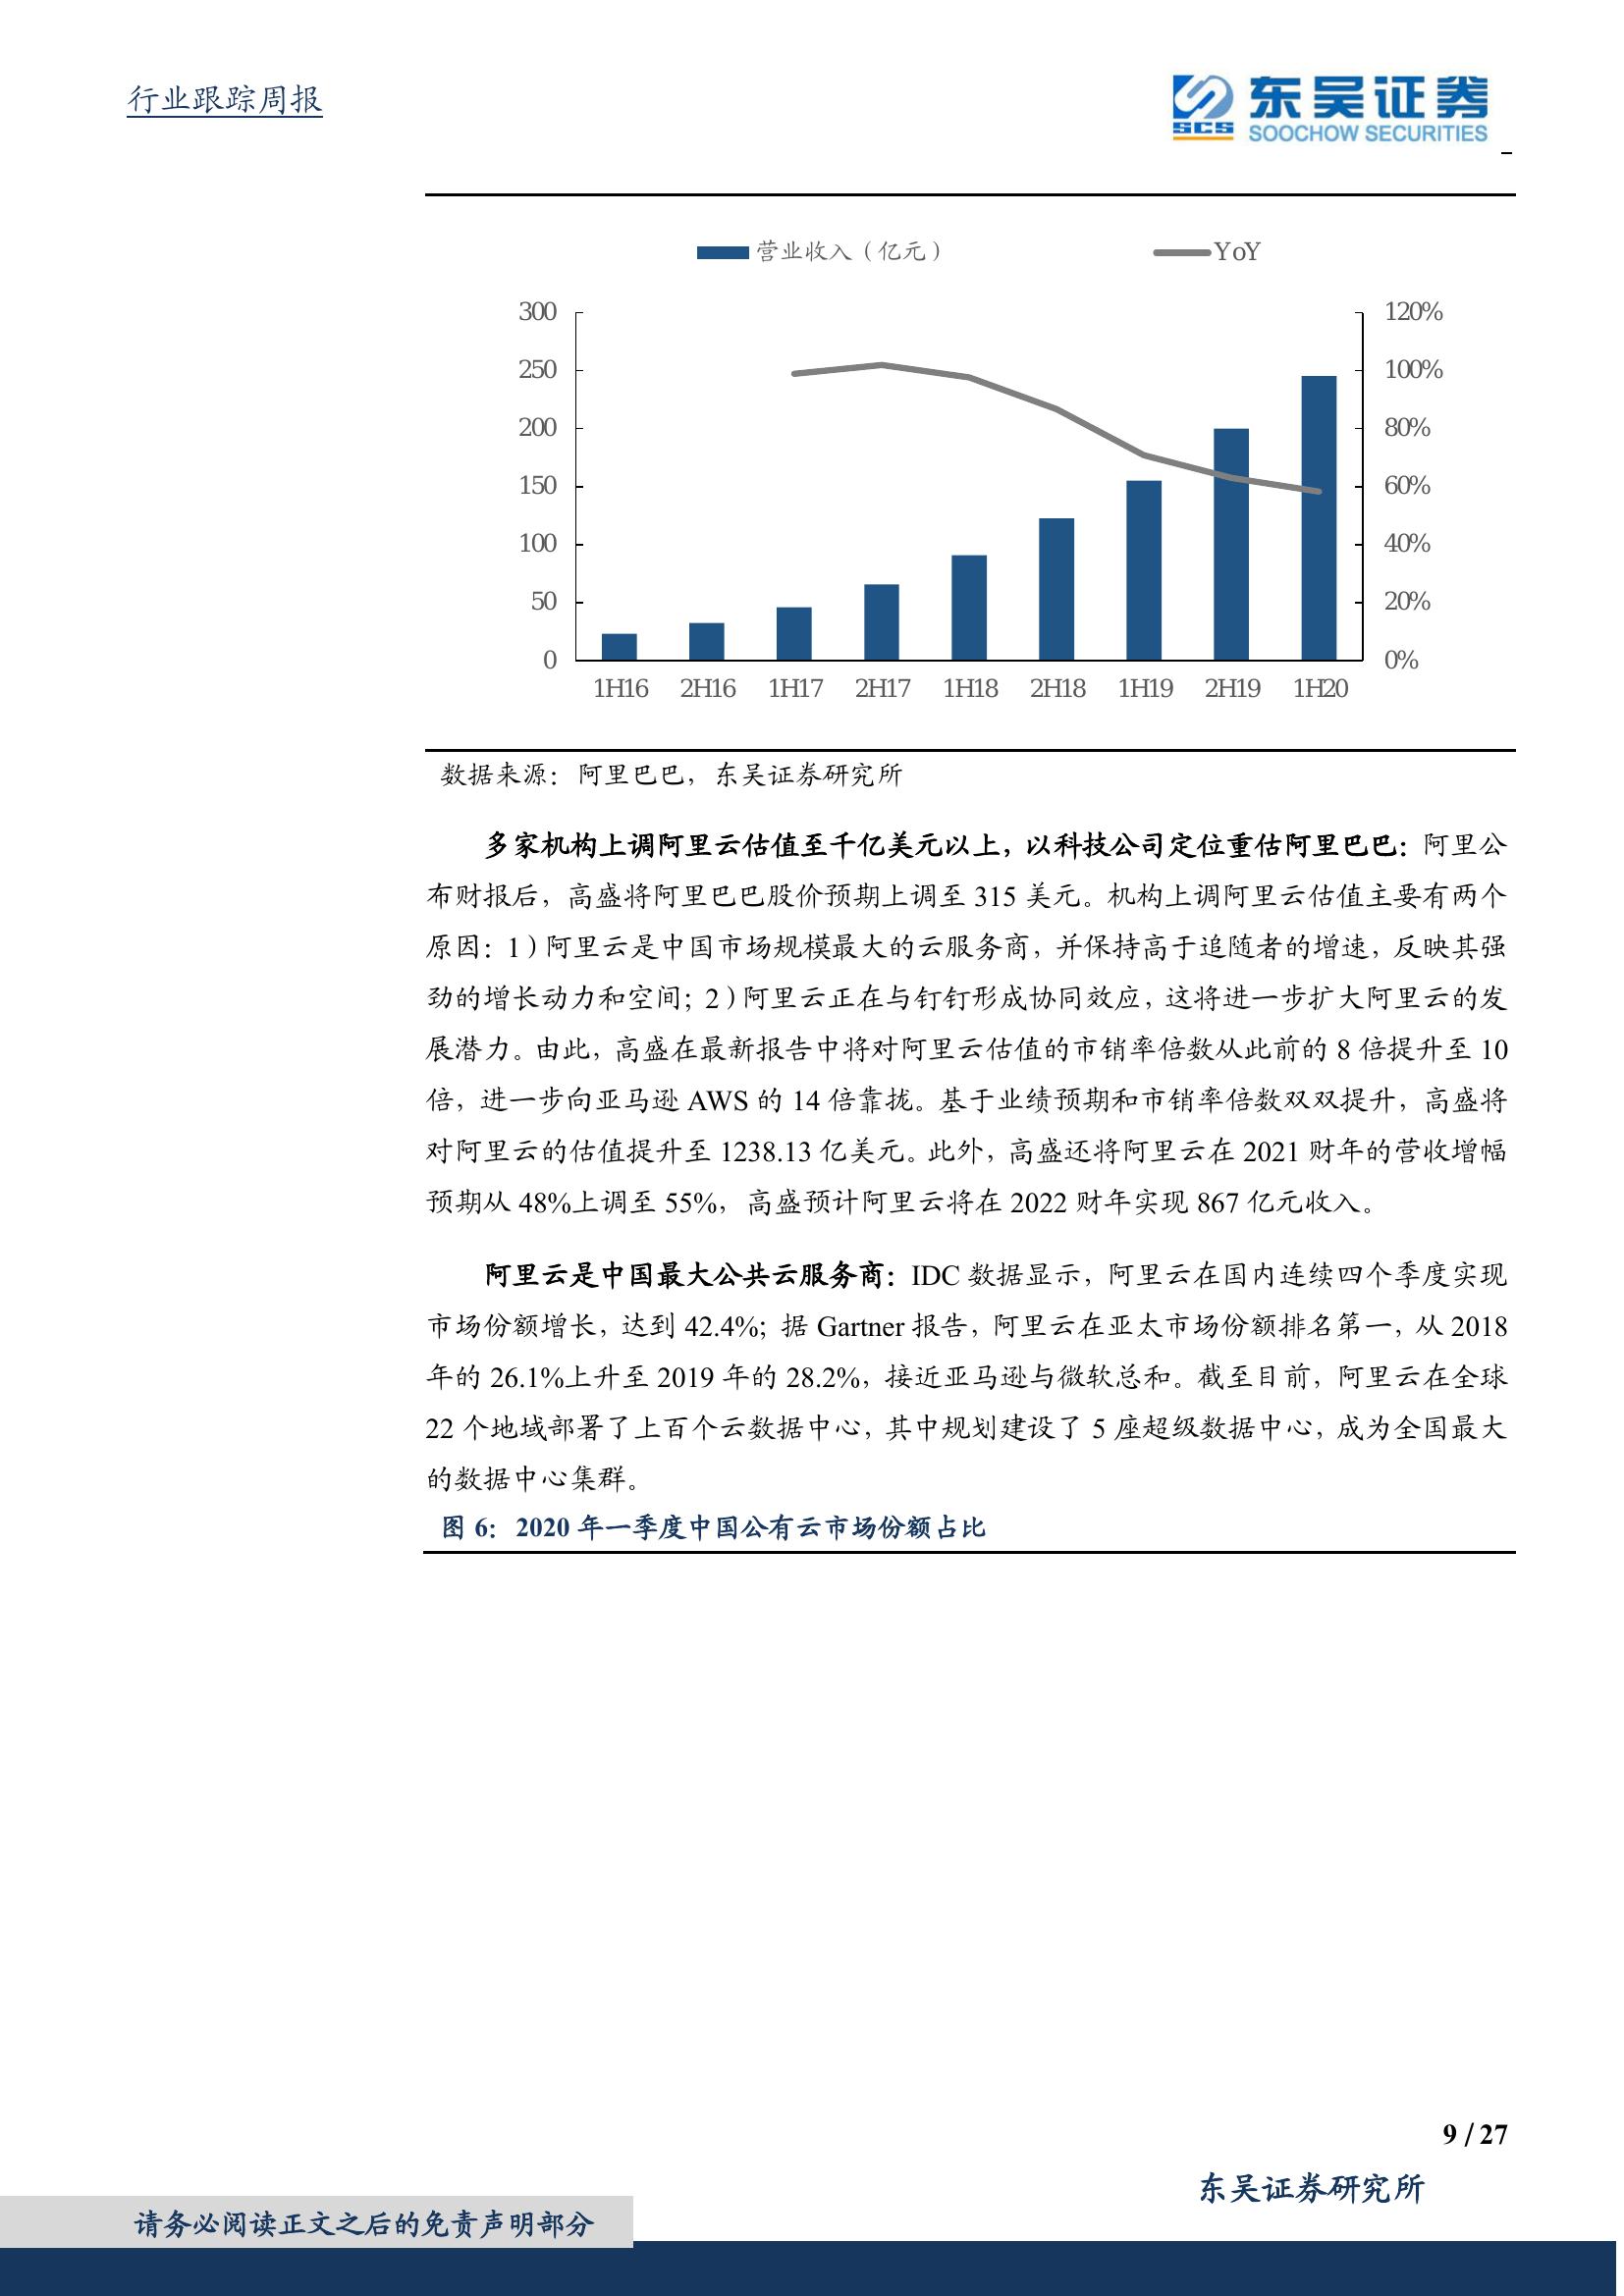 行业跟踪周报
SCS
东吴证券
SOOCHOW SECURITIES
营业收入（亿元）
YoY
300
250
200
150
100
50
0
120%
100%
80%
60%
40%
20%
0%
1H16 2H16 1H17 2H17 1H18 2H18 1H19 2H19 1H20
数据来源：阿里巴巴，东吴证券研究所
多家机构上调阿里云估值至千亿美元以上，以科技公司定位重估阿里巴巴：阿里公
布财报后，高盛将阿里巴巴股价预期上调至 315 美元。机构上调阿里云估值主要有两个
原因：1）阿里云是中国市场规模最大的云服务商，并保持高于追随者的增速，反映其强
劲的增长动力和空间；2）阿里云正在与钉钉形成协同效应，这将进一步扩大阿里云的发
展潜力。由此，高盛在最新报告中将对阿里云估值的市销率倍数从此前的 8 倍提升至 10
倍，进一步向亚马逊 AWS 的 14 倍靠拢。基于业绩预期和市销率倍数双双提升，高盛将
对阿里云的估值提升至 1238.13 亿美元。此外，高盛还将阿里云在 2021 财年的营收增幅
预期从 48%上调至 55%，高盛预计阿里云将在 2022 财年实现 867 亿元收入。
阿里云是中国最大公共云服务商：IDC 数据显示，阿里云在国内连续四个季度实现
市场份额增长，达到 42.4%；据 Gartner 报告，阿里云在亚太市场份额排名第一，从 2018
年的 26.1%上升至 2019 年的 28.2%，接近亚马逊与微软总和。截至目前，阿里云在全球
22 个地域部署了上百个云数据中心，其中规划建设了 5 座超级数据中心，成为全国最大
的数据中心集群。
图 6：2020 年一季度中国公有云市场份额占比
9 / 27
东吴证券研究所
请务必阅读正文之后的免责声明部分